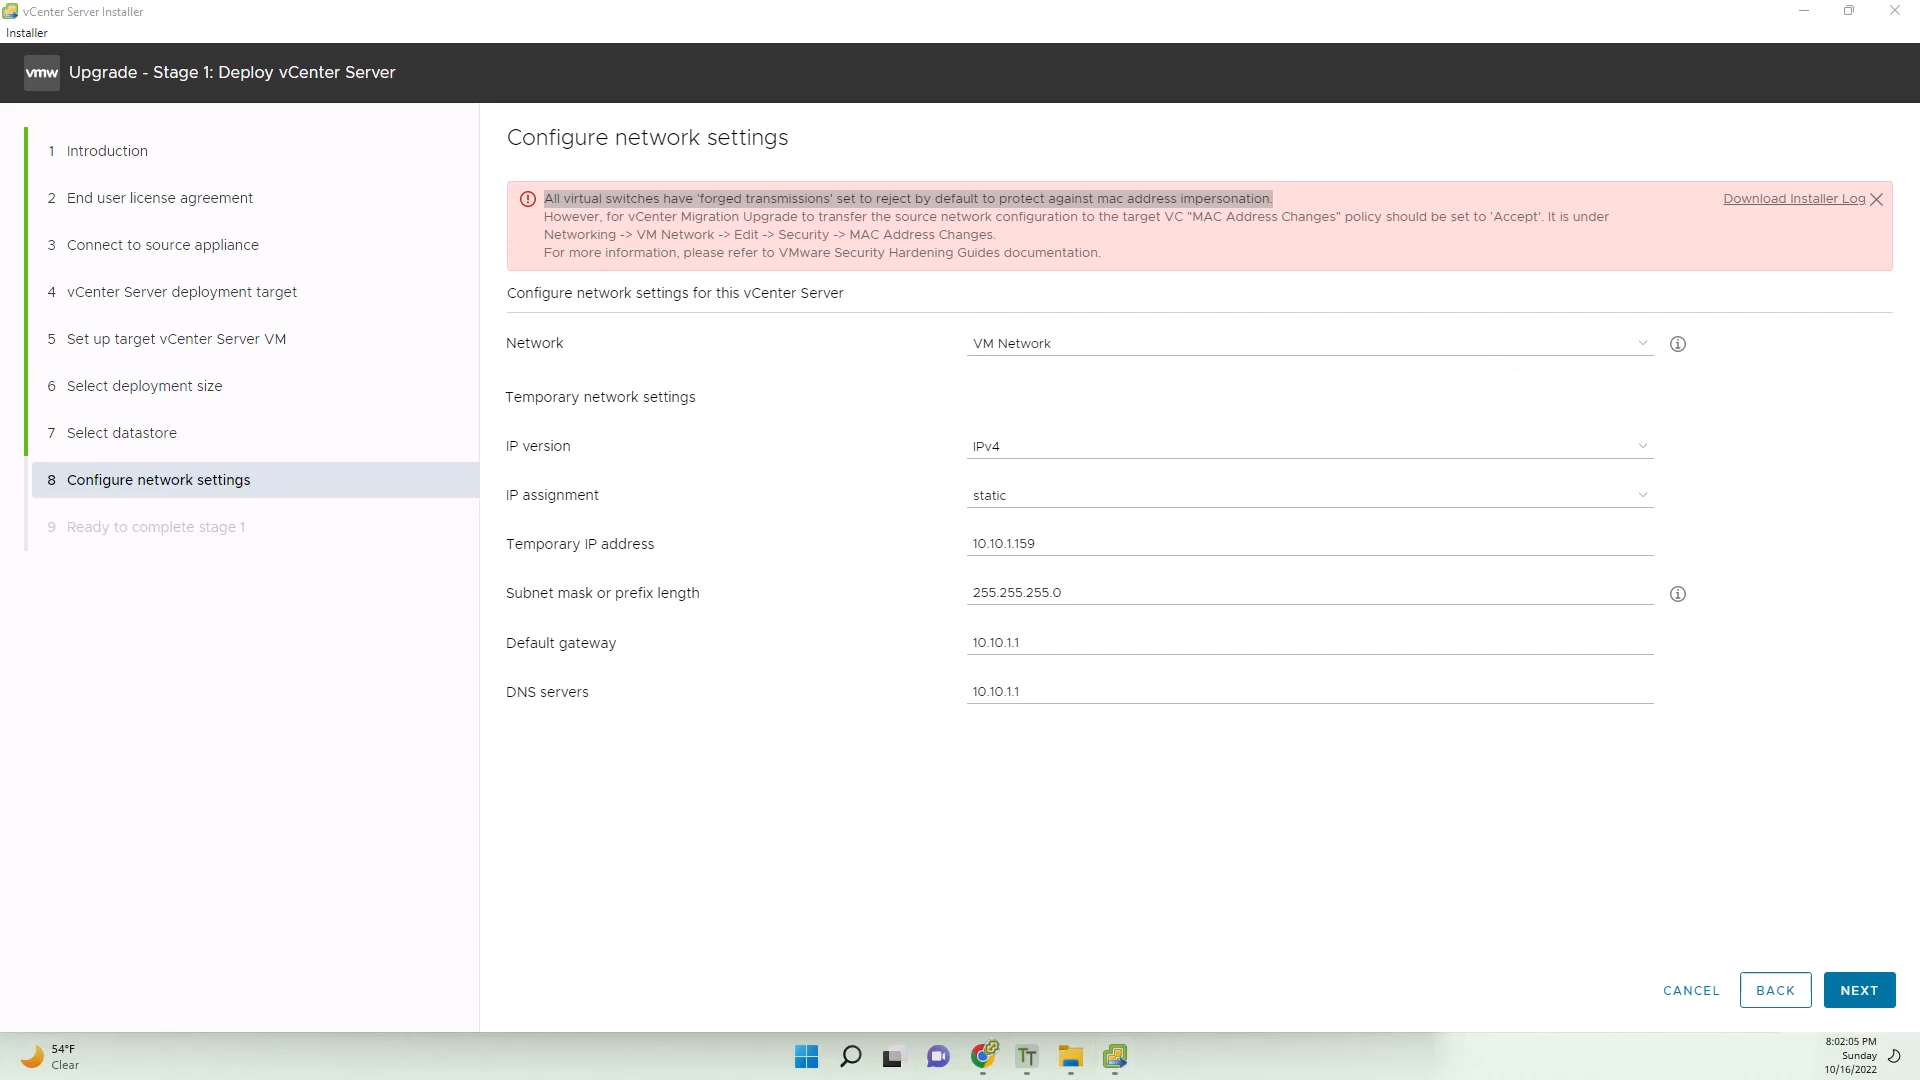 vCenter Server Installer
Installer
vmw Upgrade - Stage 1: Deploy vCenter Server
1 Introduction
2 End user license agreement
3 Connect to source appliance
4 vCenter Server deployment target
5 Set up target vCenter Server VM
6 Select deployment size
7 Select datastore
8 Configure network settings
9 Ready to complete stage 1
Configure network settings
All virtual switches have 'forged transmissions' set to reject by default to protect against mac address impersonation.
However, for vCenter Migration Upgrade to transfer the source network configuration to the target VC "MAC Address Changes" policy should be set to 'Accept'. It is under
Networking -> VM Network -> Edit -> Security -> MAC Address Changes.
For more information, please refer to VMware Security Hardening Guides documentation.
Download Installer Log
Configure network settings for this vCenter Server
Network VM Network
Temporary network settings
IP version IPv4
IP assignment static
Temporary IP address 10.10.1.159
Subnet mask or prefix length 255.255.255.0
Default gateway 10.10.1.1
DNS servers 10.10.1.1
CANCEL BACK NEXT
54°F
Clear
TT
8:02:05 PM
Sunday
10/16/2022